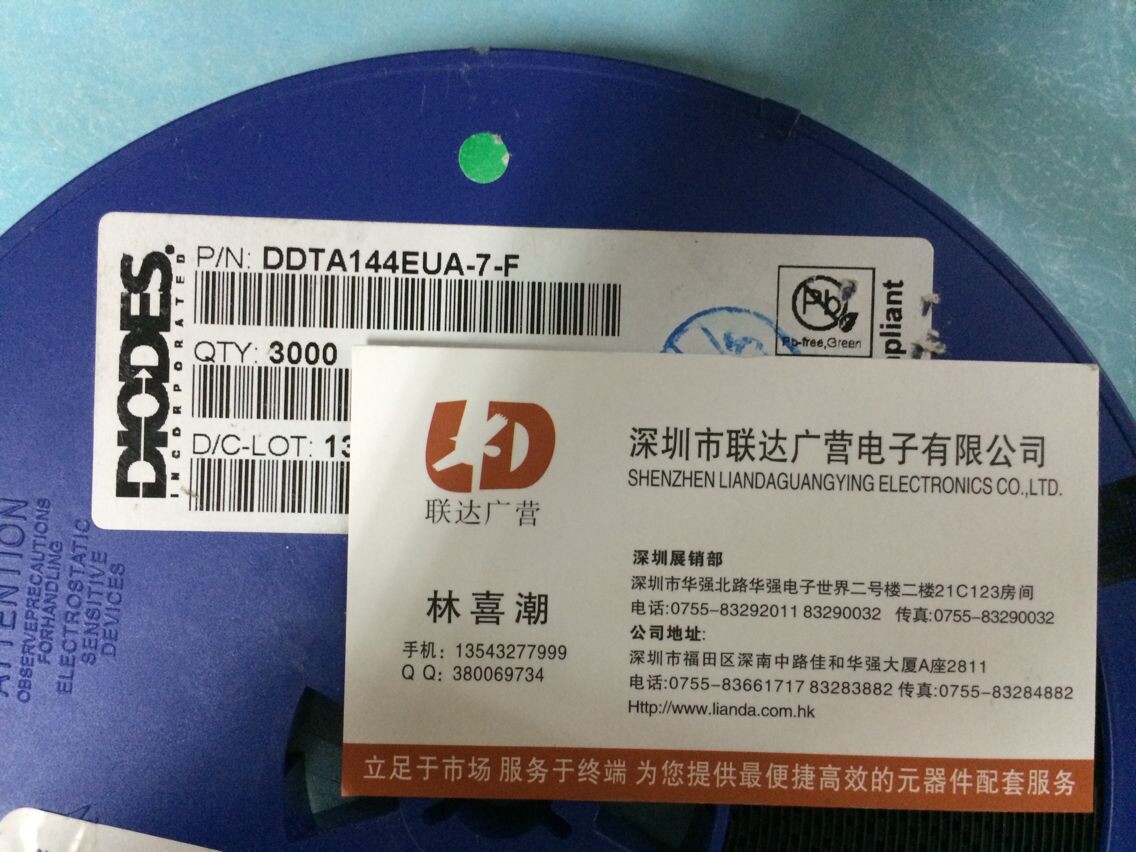 DIODES
INCORPORATED
P/N: DDTA144EUA-7-F
QTY: 3000
D/C-LOT: 13
Pb
Pb-free,Green
pliant
ATTENTION
OBSERVEPRECAUTIONS
FORHANDLING
ELECTROSTATIC
SENSITIVE
DEVICES
LD
联达广营
林喜潮
手机：13543277999
Q Q：380069734
深圳市联达广营电子有限公司
SHENZHEN LIANDAGUANGYING ELECTRONICS CO.,LTD.
深圳展销部
深圳市华强北路华强电子世界二号楼二楼21C123房间
电话:0755-83292011 83290032 传真:0755-83290032
公司地址:
深圳市福田区深南中路佳和华强大厦A座2811
电话:0755-83661717 83283882 传真:0755-83284882
Http://www.lianda.com.hk
立足于市场 服务于终端 为您提供最便捷高效的元器件配套服务